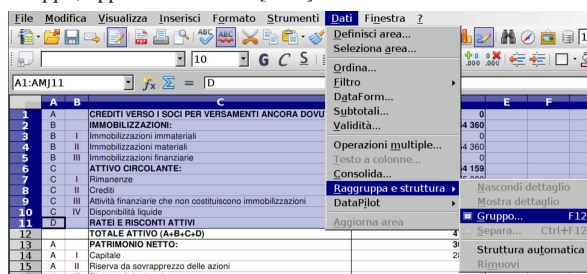 File Modifica Visualizza Inserisci Formato Strumenti Dati Finestra ?
10 G C S
A1:AMJ11 = D
A B C E F
1 A CREDITI VERSO I SOCI PER VERSAMENTI ANCORA DOVU 0
2 B IMMOBILIZZAZIONI: 4 360
3 B I Immobilizzazioni immateriali 0
4 B II Immobilizzazioni materiali 4 360
5 B III Immobilizzazioni finanziarie 0
6 C ATTIVO CIRCOLANTE: 4 159
7 C I Rimanenze
8 C II Crediti
9 C III Attività finanziarie che non costituiscono immobilizzazioni
10 C IV Disponibilità liquide
11 D RATEI E RISCONTI ATTIVI
12 TOTALE ATTIVO (A+B+C+D)
13 A PATRIMONIO NETTO:
14 A I Capitale
15 A II Riserva da sovrapprezzo delle azioni
Definisci area...
Seleziona area...
Ordina...
Filtro
DataForm...
Subtotali...
Validità...
Operazioni multiple...
Testo a colonne...
Consolida...
Raggruppa e struttura
DataPilot
Aggiorna area
Nascondi dettaglio
Mostra dettaglio
Gruppo... F12
Separa... Ctrl+F12
Struttura automatica
Rimuovi